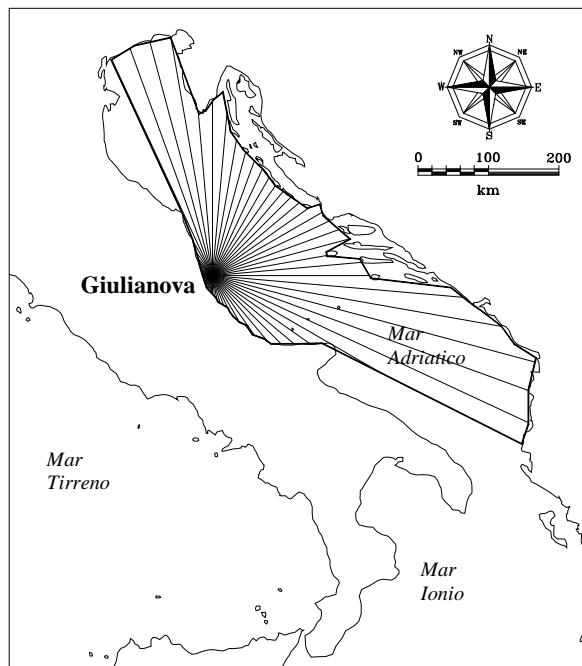 N
NW NE
W E
SW SE
S
0 100 200
km
Giulianova
Mar
Adriatico
Mar
Tirreno
Mar
Ionio